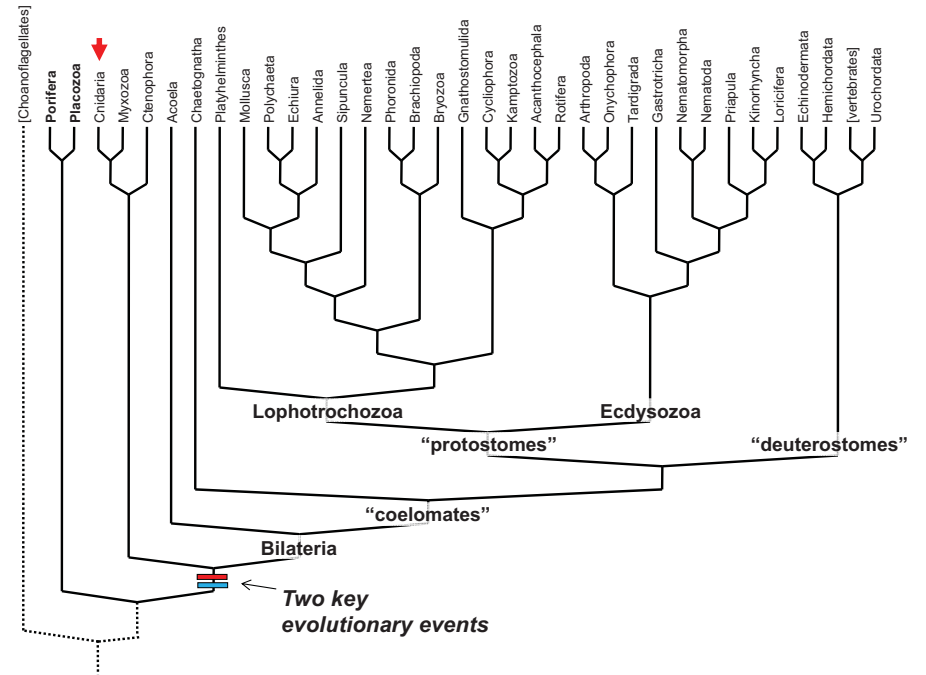 [Choanoflagellates]
Porifera
Placozoa
Cnidaria
Myxozoa
Ctenophora
Acoela
Chaetognatha
Platyhelminthes
Mollusca
Polychaeta
Echiura
Annelida
Sipuncula
Nemertea
Phoronida
Brachiopoda
Bryozoa
Gnathostomulida
Cycliophora
Kamptozoa
Acanthocephala
Rotifera
Arthropoda
Onychophora
Tardigrada
Gastrotricha
Nematomorpha
Nematoda
Priapula
Kinorhyncha
Loricifera
Echinodermata
Hemichordata
[vertebrates]
Urochordata
Lophotrochozoa
Ecdysozoa
“protostomes”
“deuterostomes”
“coelomates”
Bilateria
Two key
evolutionary events